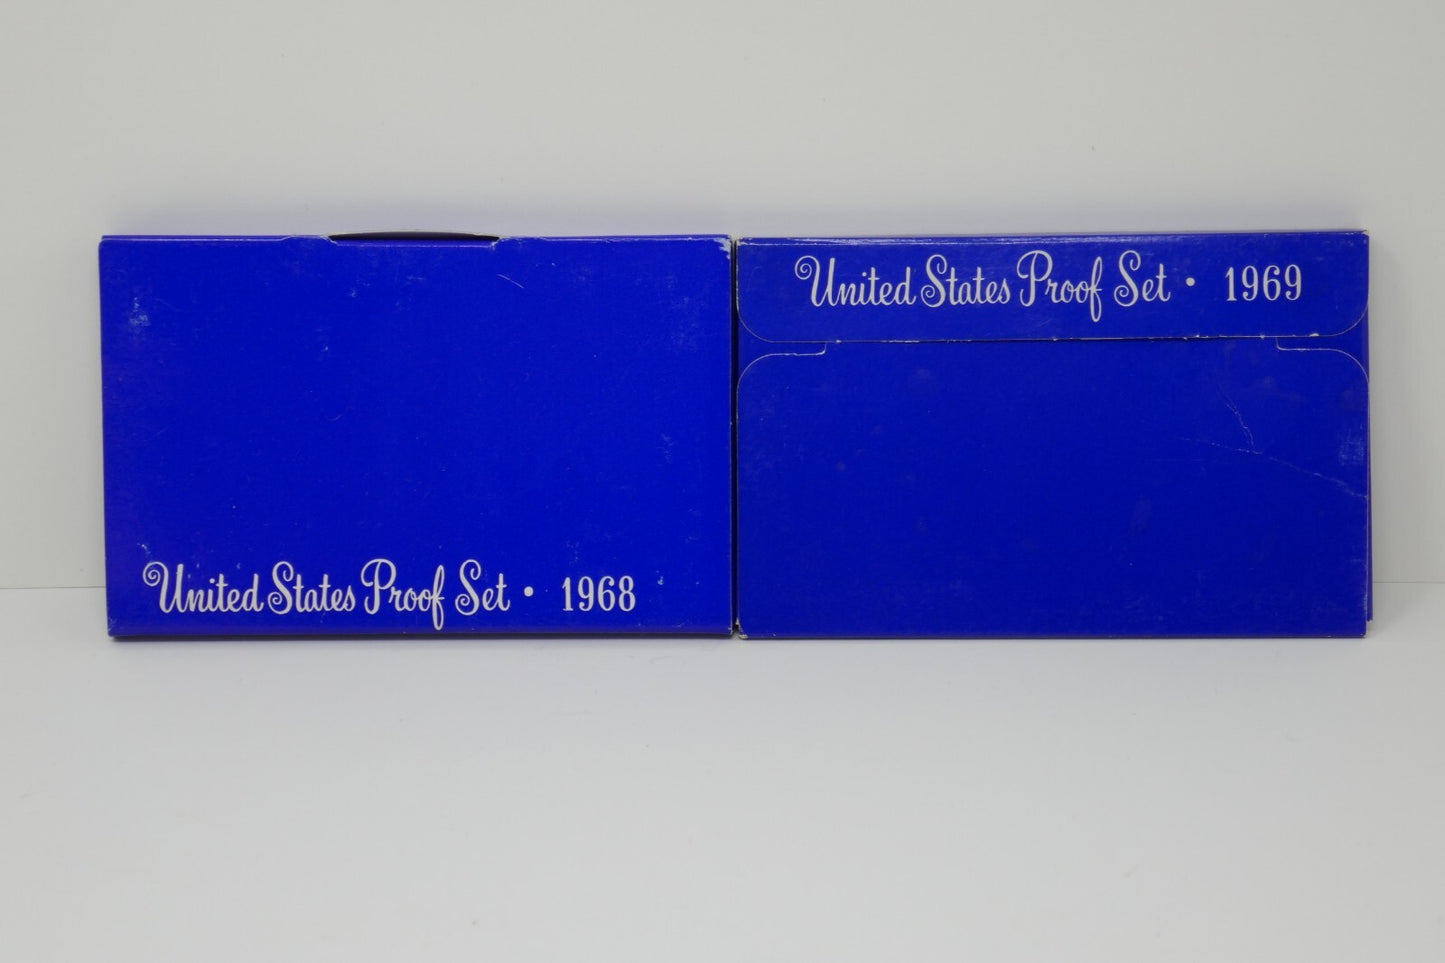 United States Proof Set • 1968
United States Proof Set • 1969